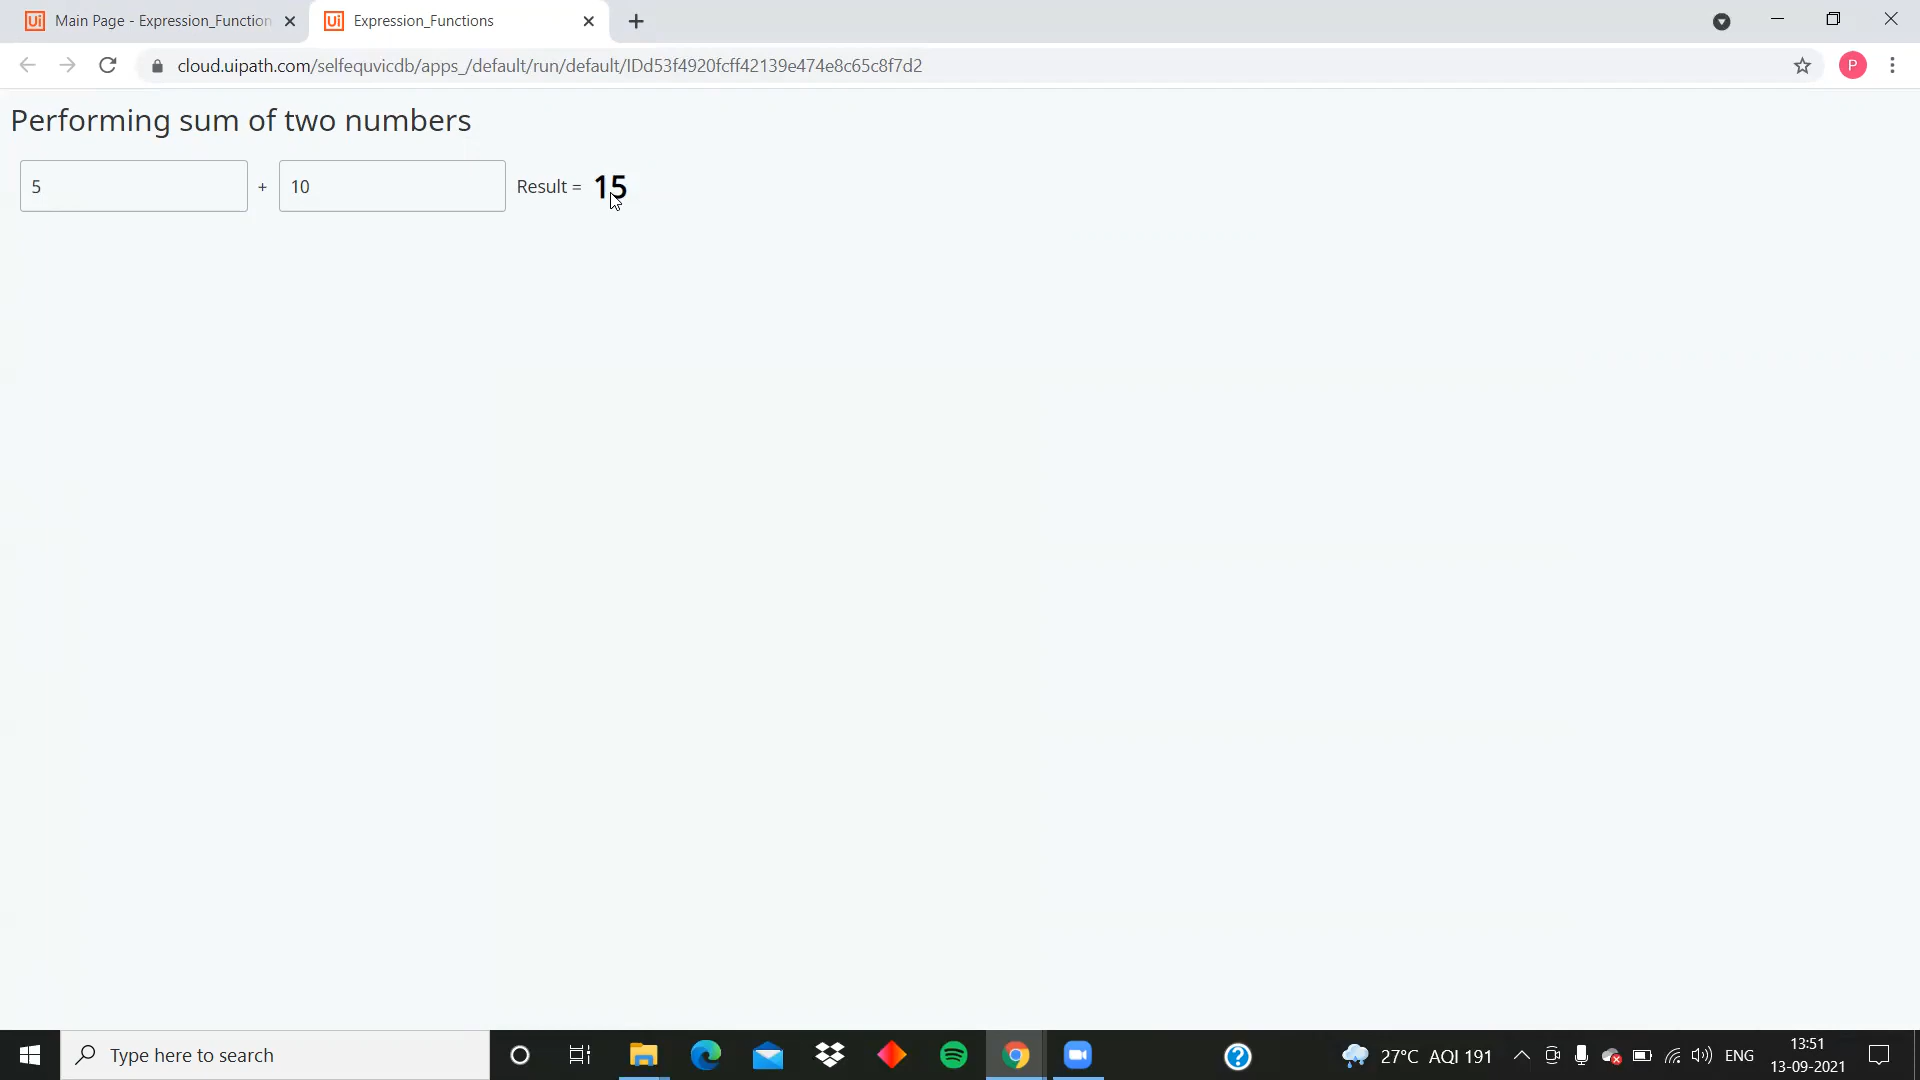 Ui Main Page - Expression_Function
Ui Expression_Functions
cloud.uipath.com/selfequvicdb/apps_/default/run/default/IDd53f4920fcff42139e474e8c65c8f7d2
P
Performing sum of two numbers
5 + 10 Result = 15
Type here to search
27°C AQI 191
ENG
13:51
13-09-2021